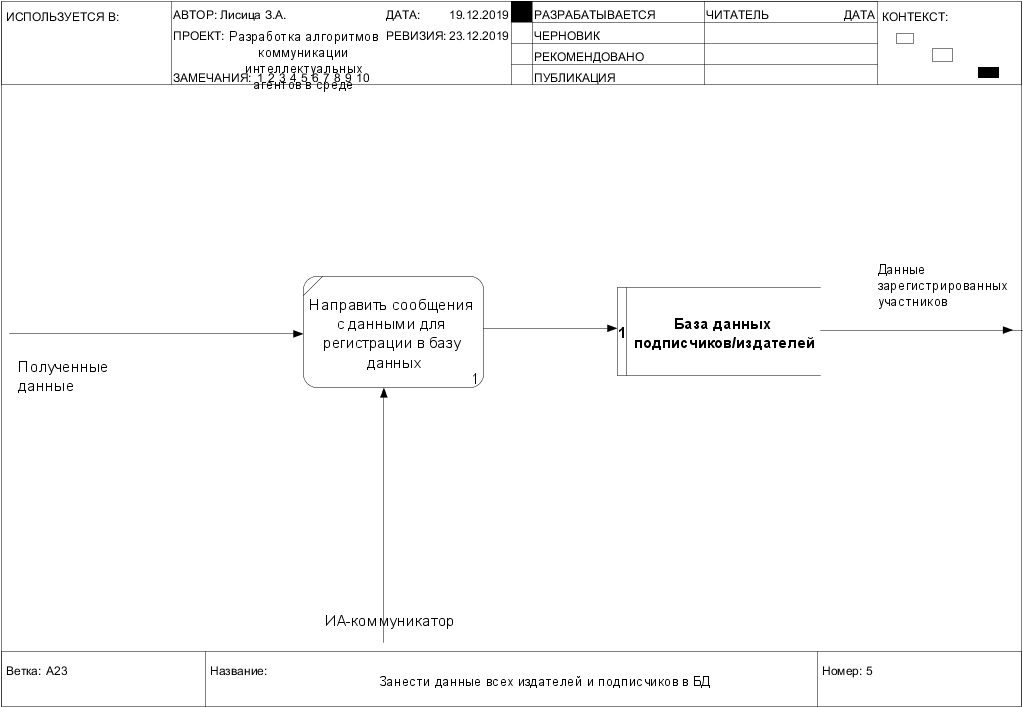 ИСПОЛЬЗУЕТСЯ В:
АВТОР: Лисица З.А.
ДАТА: 19.12.2019
РАЗРАБАТЫВАЕТСЯ
ЧИТАТЕЛЬ
ДАТА
КОНТЕКСТ:
ПРОЕКТ: Разработка алгоритмов
коммуникации
интеллектуальных
агентов в среде
РЕВИЗИЯ: 23.12.2019
ЧЕРНОВИК
РЕКОМЕНДОВАНО
ЗАМЕЧАНИЯ: 1 2 3 4 5 6 7 8 9 10
ПУБЛИКАЦИЯ
Данные
зарегистрированных
участников
Направить сообщения
с данными для
регистрации в базу
данных
1
1
База данных
подписчиков/издателей
Полученные
данные
ИА-коммуникатор
Ветка: A23
Название:
Занести данные всех издателей и подписчиков в БД
Номер: 5